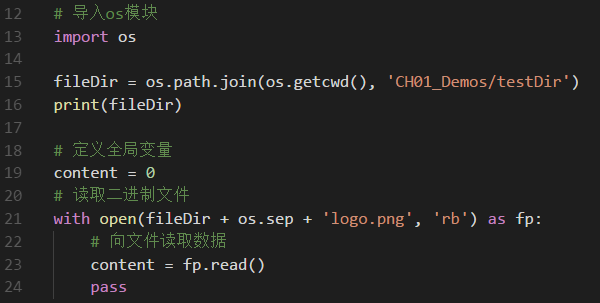 12 # 导入os模块
13 import os
14
15 fileDir = os.path.join(os.getcwd(), 'CH01_Demos/testDir')
16 print(fileDir)
17
18 # 定义全局变量
19 content = 0
20 # 读取二进制文件
21 with open(fileDir + os.sep + 'logo.png', 'rb') as fp:
22     # 向文件读取数据
23     content = fp.read()
24     pass